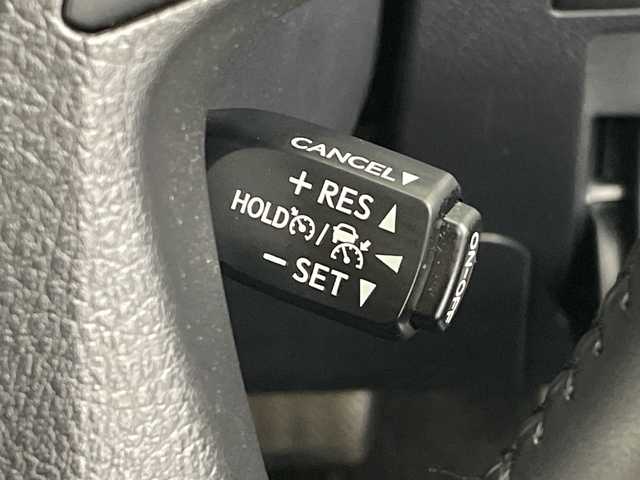 CANCEL▼
+ RES ▲
HOLD / ◀
− SET ▼
ON-OFF